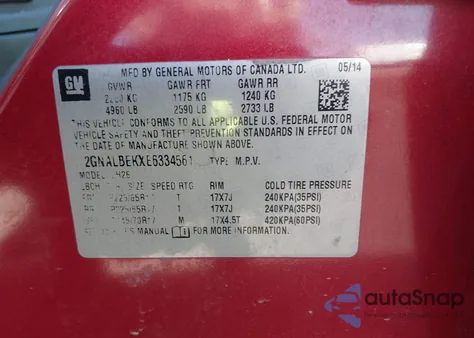 GM MFD BY GENERAL MOTORS OF CANADA LTD. 05/14
GVWR GAWR FRT GAWR RR
KG 1175 KG 1240 KG
4960 LB 2590 LB 2733 LB
THIS VEHICLE CONFORMS TO ALL APPLICABLE U.S. FEDERAL MOTOR
VEHICLE SAFETY AND THEFT PREVENTION STANDARDS IN EFFECT ON
THE DATE OF MANUFACTURE SHOWN ABOVE.
2GNALBEKXE6334561 TYPE: M.P.V.
SIZE SPEED RTG RIM COLD TIRE PRESSURE
T 17X7J 240KPA(35PSI)
T 17X7J 240KPA(35PSI)
M 17X4.5T 420KPA(60PSI)
MANUAL FOR MORE INFORMATION
autoSnap